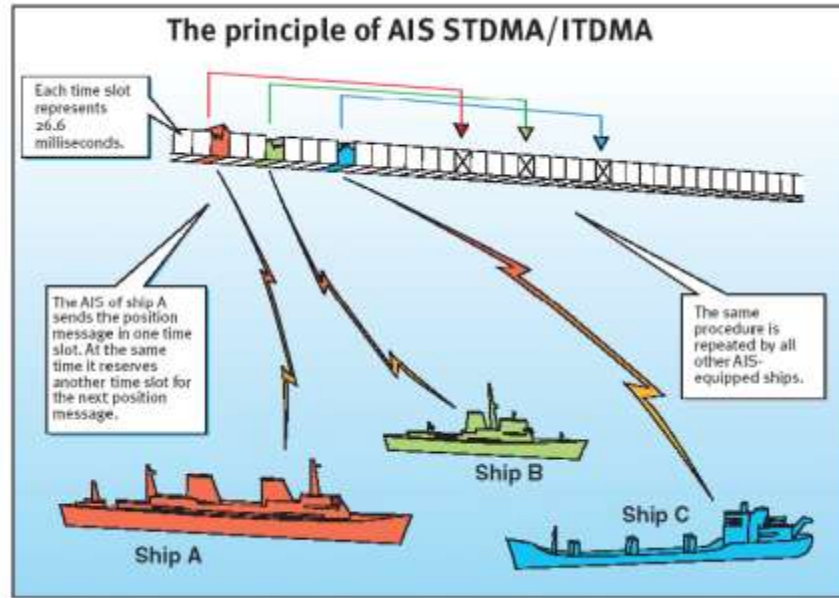 The principle of AIS STDMA/ITDMA
Each time slot
represents
26.6
milliseconds.
The AIS of ship A
sends the position
message in one time
slot. At the same
time it reserves
another time slot for
the next position
message.
The same
procedure is
repeated by all
other AIS-
equipped ships.
Ship B
Ship C
Ship A